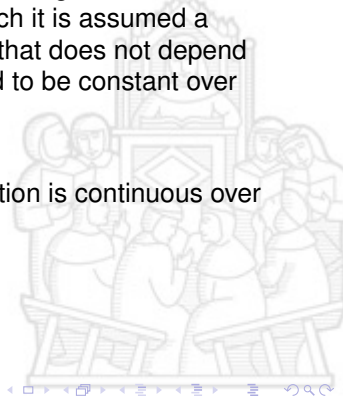 ch it is assumed a
that does not depend
d to be constant over
tion is continuous over